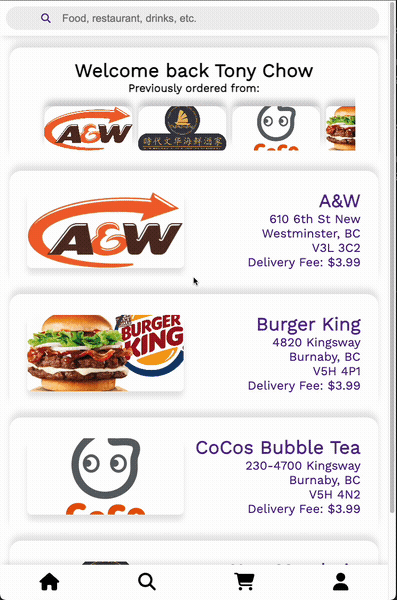 Food, restaurant, drinks, etc.
Welcome back Tony Chow
Previously ordered from:
A&W
時代文華海鮮酒家
CoCo
A&W
A&W
610 6th St New
Westminster, BC
V3L 3C2
Delivery Fee: $3.99
BURGER
KING
Burger King
4820 Kingsway
Burnaby, BC
V5H 4P1
Delivery Fee: $3.99
CoCo
CoCos Bubble Tea
230-4700 Kingsway
Burnaby, BC
V5H 4N2
Delivery Fee: $3.99